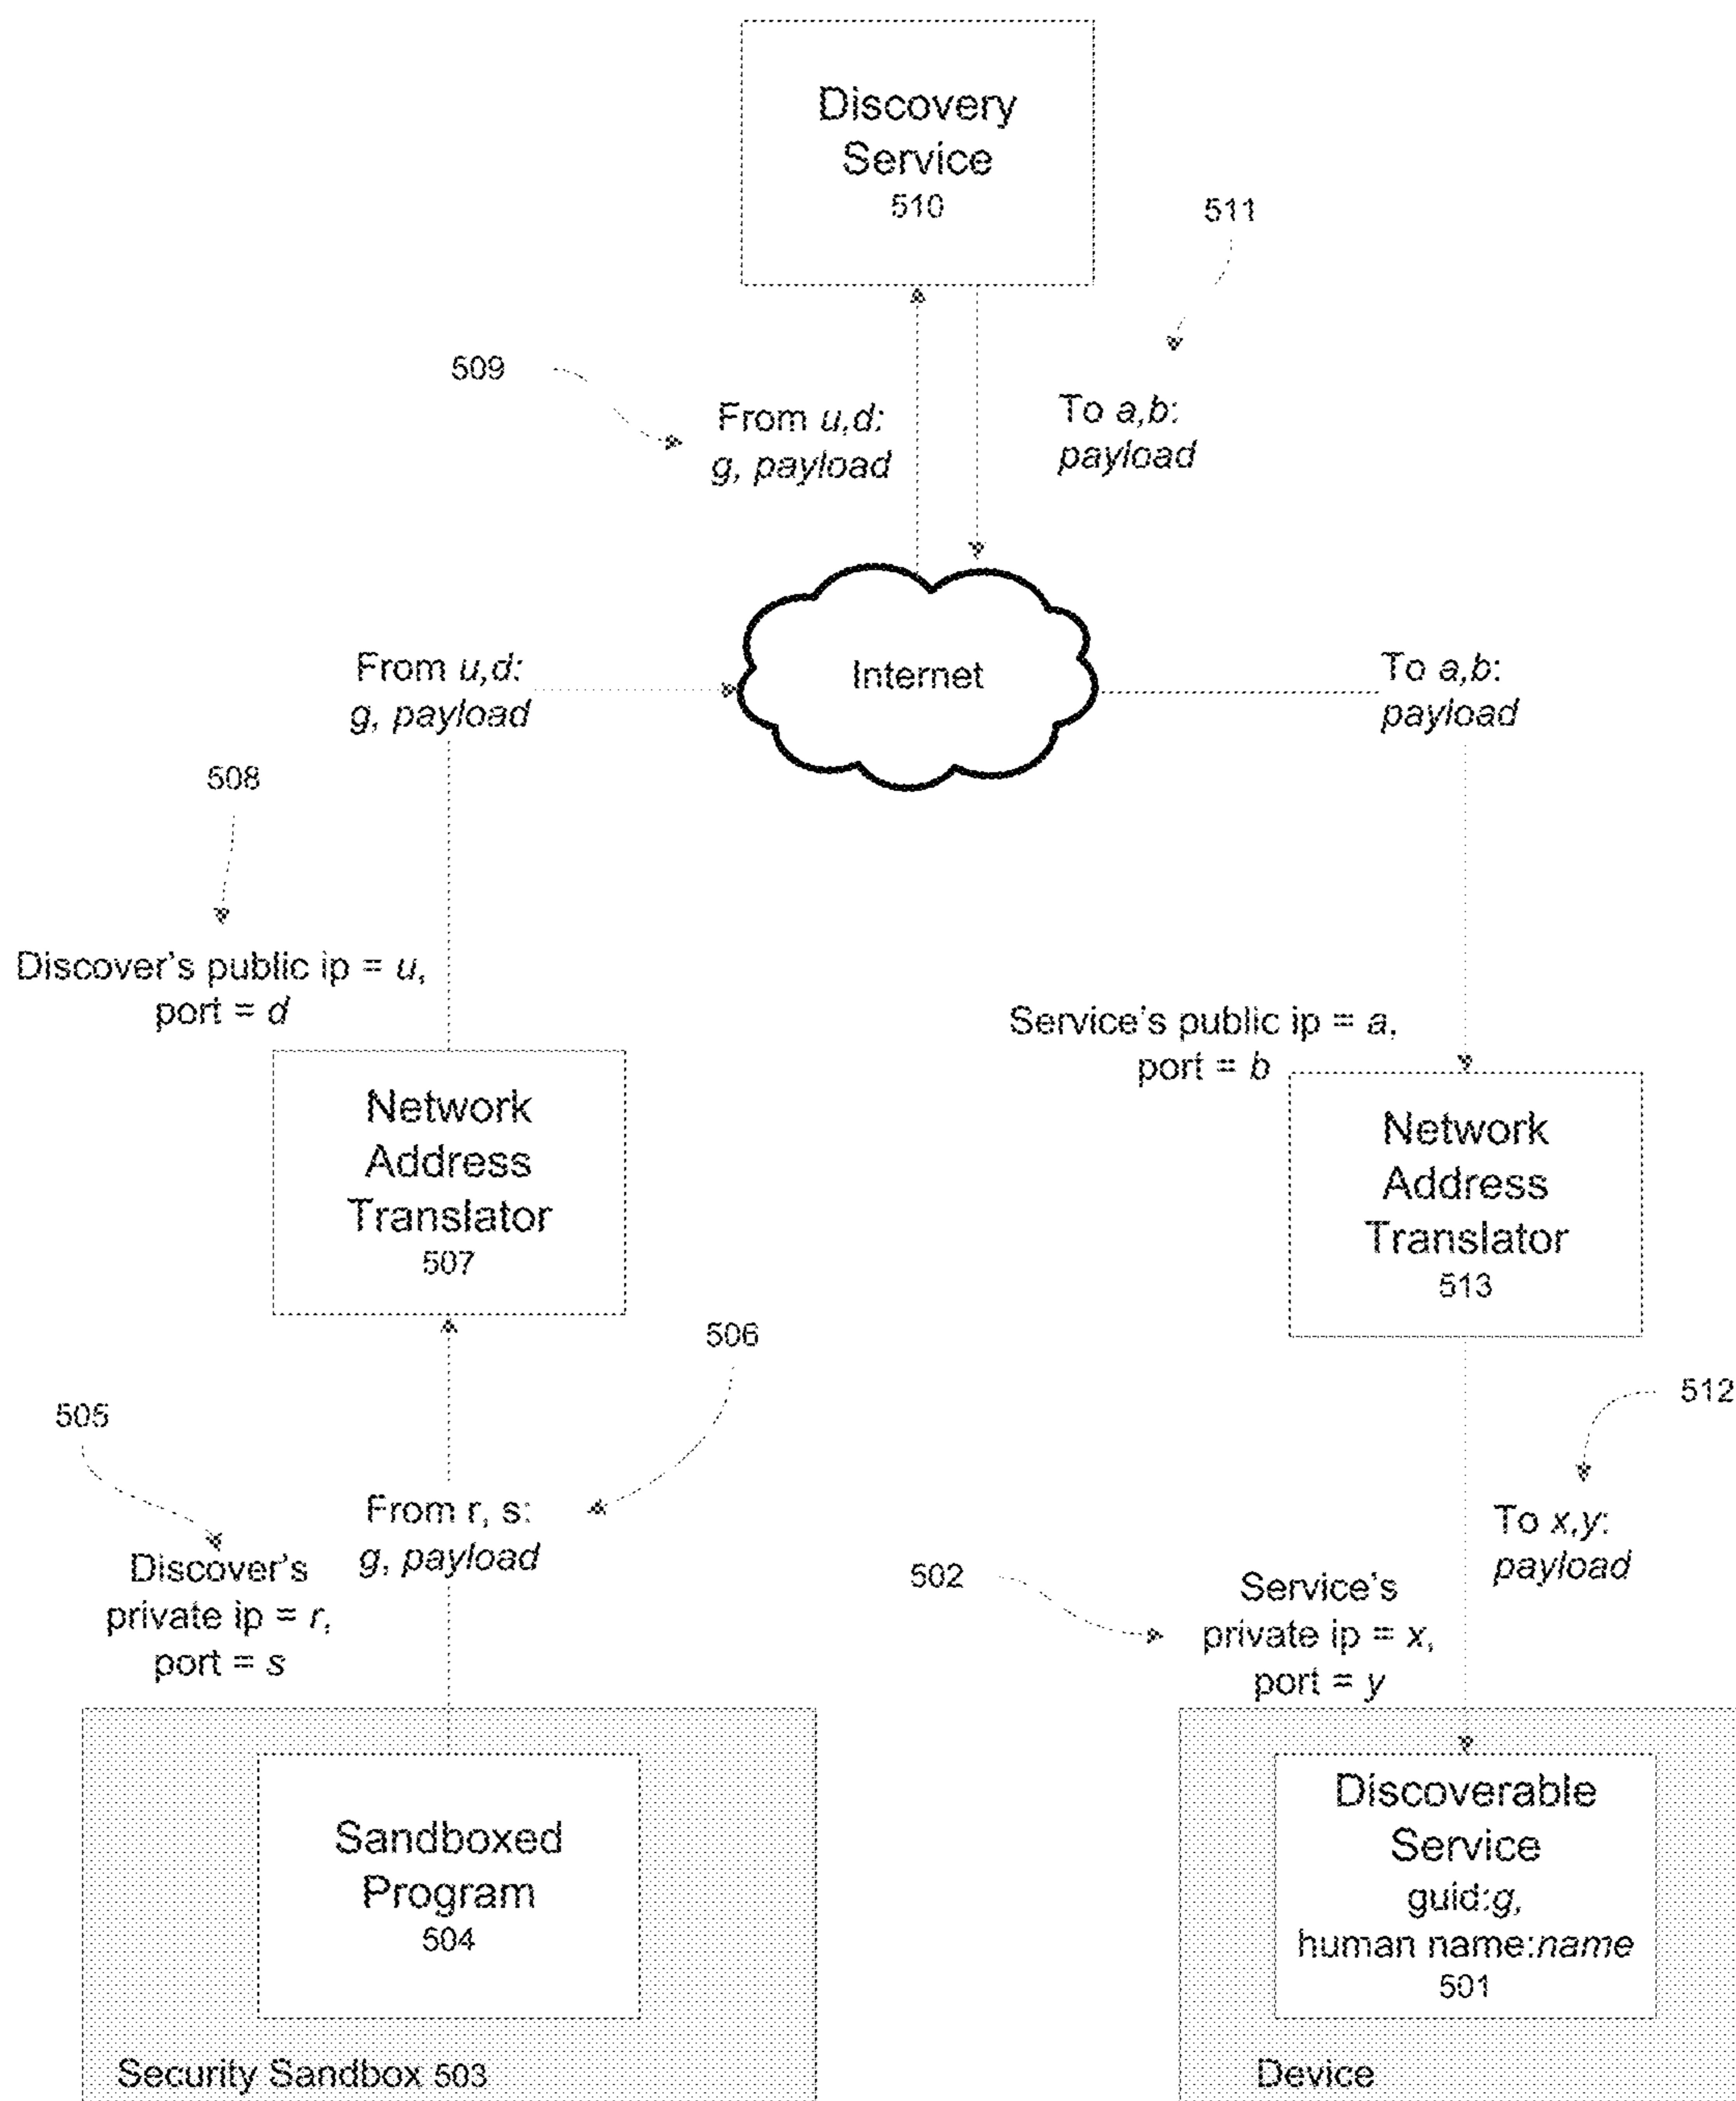 Discovery
Service
510
511
509
From u,d:
g, payload
To a,b:
payload
Internet
From u,d:
g, payload
To a,b:
payload
508
Discover's public ip = u,
port = d
Service's public ip = a,
port = b
Network
Address
Translator
507
Network
Address
Translator
513
506
505
512
From r, s:
g, payload
To x,y:
payload
Discover's
private ip = r,
port = s
502
Service's
private ip = x,
port = y
Sandboxed
Program
504
Discoverable
Service
guid:g,
human name:name
501
Security Sandbox 503
Device